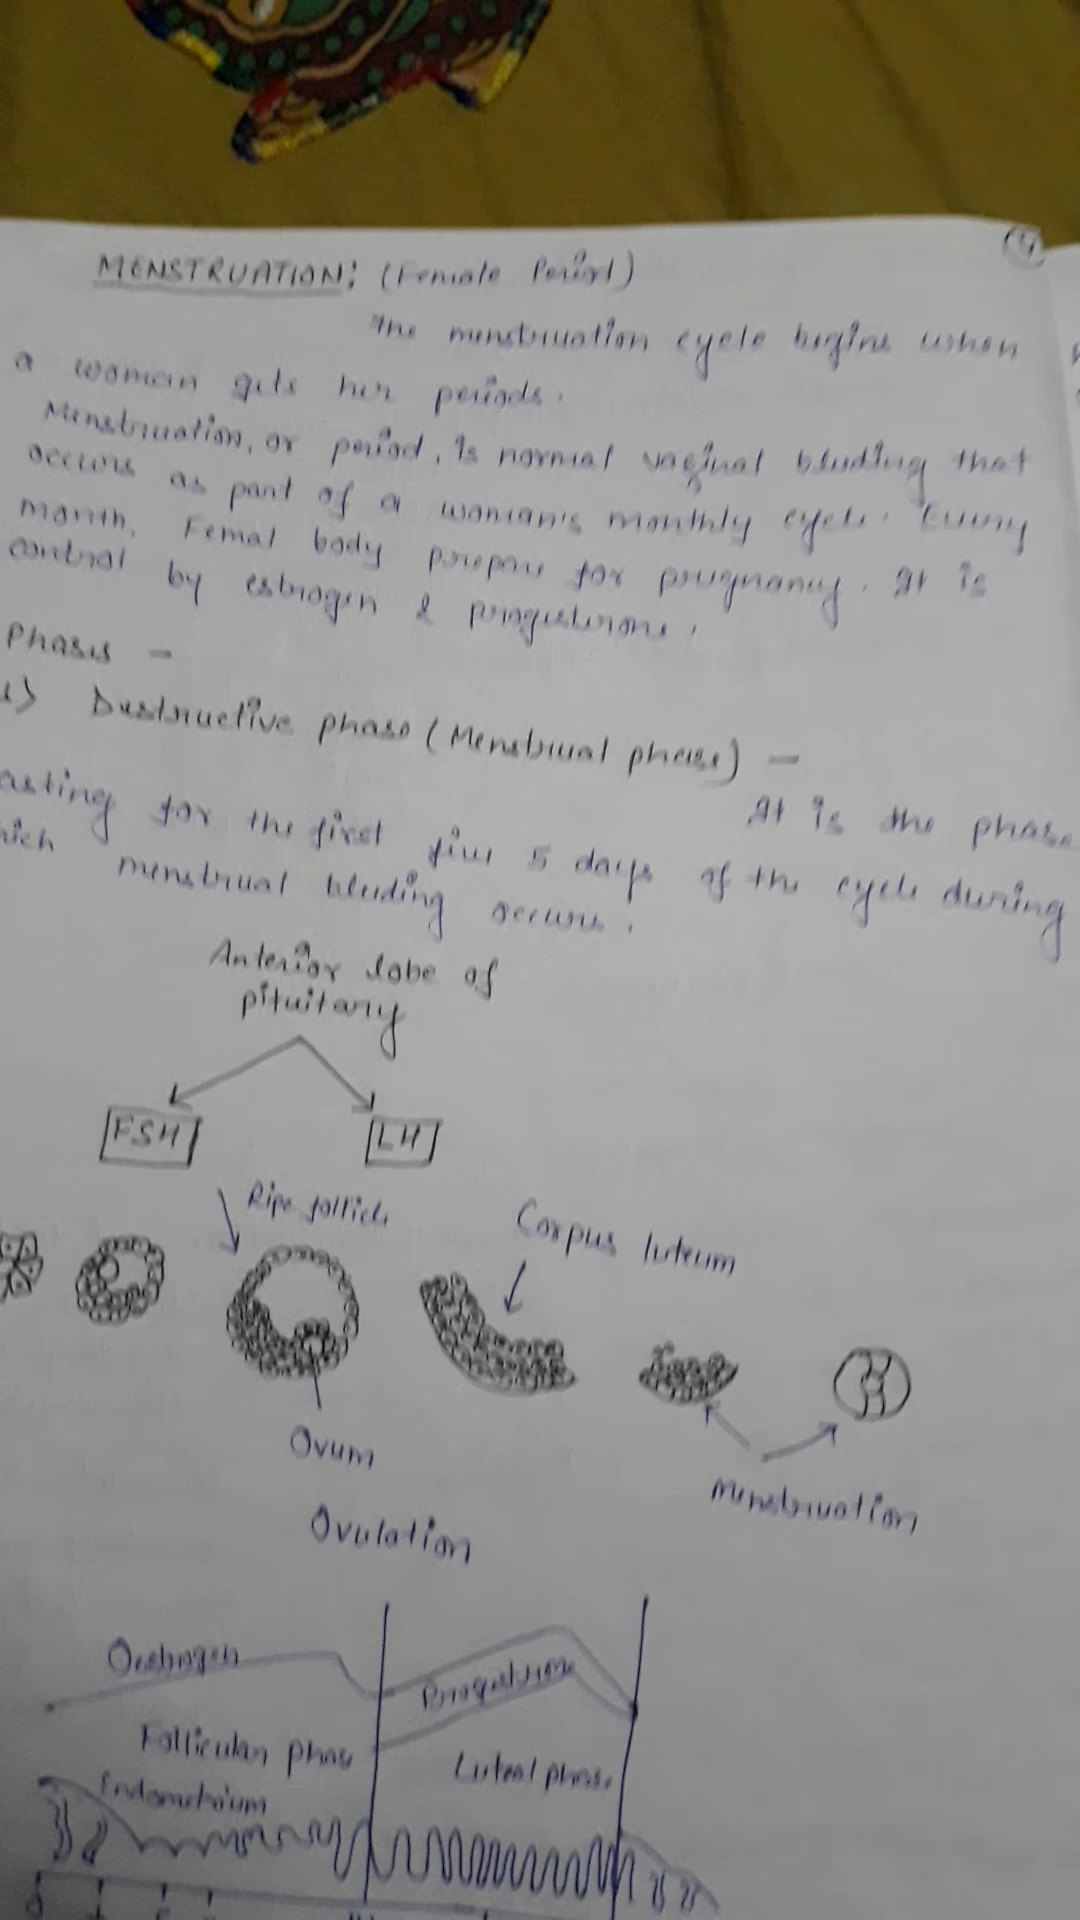 4
MENSTRUATION: (Female Period)
The menstruation cycle begins when
a woman gets her periods.
Menstruation, or period, is normal vaginal bleeding that
occurs as part of a woman's monthly cycle. Every
month, Femal body prepare for pregnancy. It is
control by estrogen & progesterone.
Phases -
Destructive phase (Menstrual phase) -
It is the phase
asting for the first five 5 days of the cycle during
hich menstrual bleeding occurs.
Anterior lobe of
pituitary
FSH LH
Ripe follicle
Corpus luteum
Ovum
Menstruation
Ovulation
Oestrogen
Progesterone
Follicular phase
Luteal phase
Endometrium